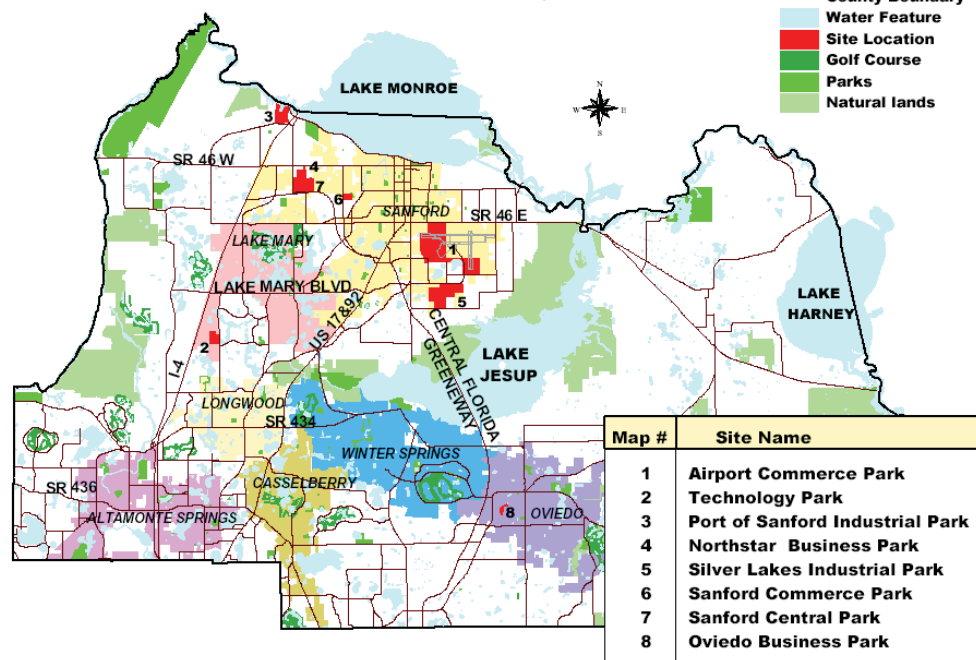 County Boundary
Water Feature
Site Location
Golf Course
Parks
Natural lands
LAKE MONROE
N
W E
S
3
SR 46 W
4
7
6
SANFORD
SR 46 E
LAKE MARY
1
LAKE MARY BLVD
5
LAKE
HARNEY
US 17&92
2
I-4
CENTRAL FLORIDA
GREENEWAY
LAKE
JESUP
LONGWOOD
SR 434
WINTER SPRINGS
CASSELBERRY
SR 436
ALTAMONTE SPRINGS
8
OVIEDO
Map # Site Name
1 Airport Commerce Park
2 Technology Park
3 Port of Sanford Industrial Park
4 Northstar Business Park
5 Silver Lakes Industrial Park
6 Sanford Commerce Park
7 Sanford Central Park
8 Oviedo Business Park